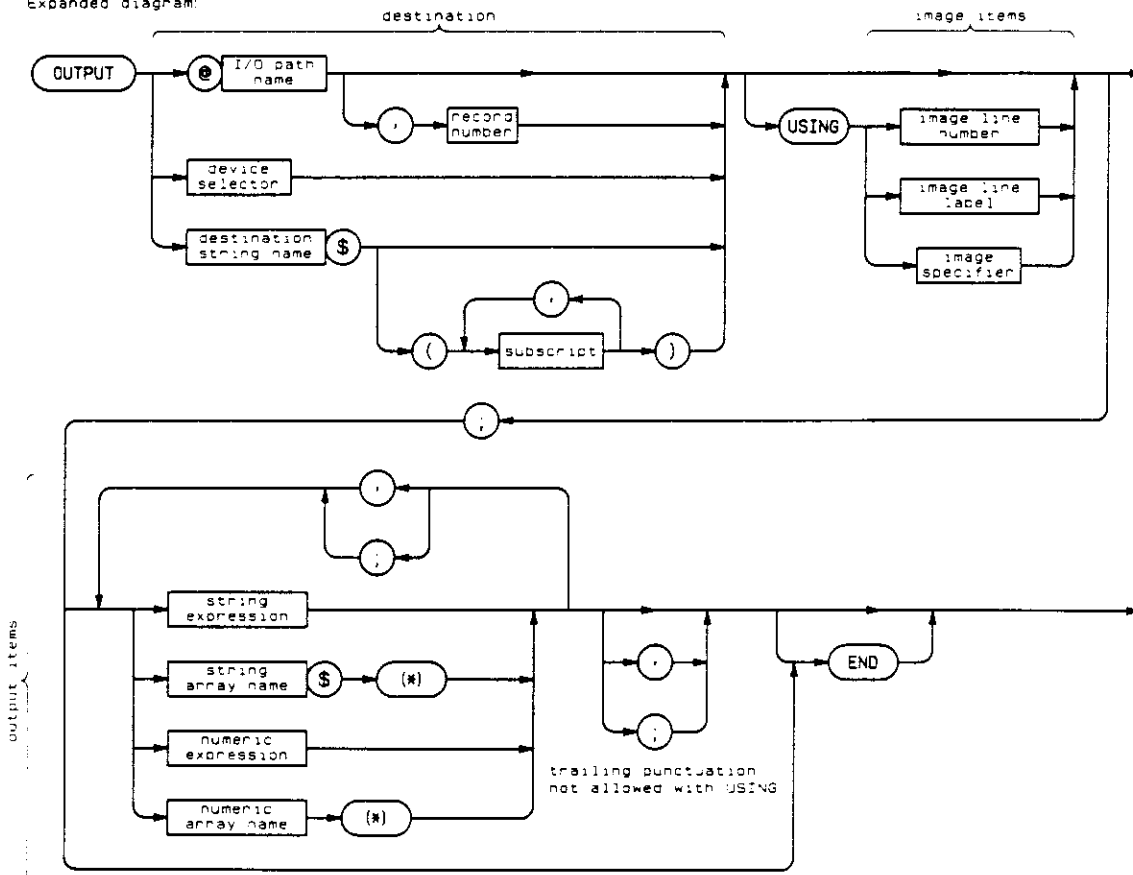 Expanded diagram:
destination
image items
OUTPUT
@
I/O path
name
,
record
number
device
selector
destination
string name
$
(
,
subscript
)
USING
image line
number
image line
label
image
specifier
;
output items
,
;
string
expression
string
array name
$
(*)
numeric
expression
numeric
array name
(*)
,
;
trailing punctuation
not allowed with USING
END